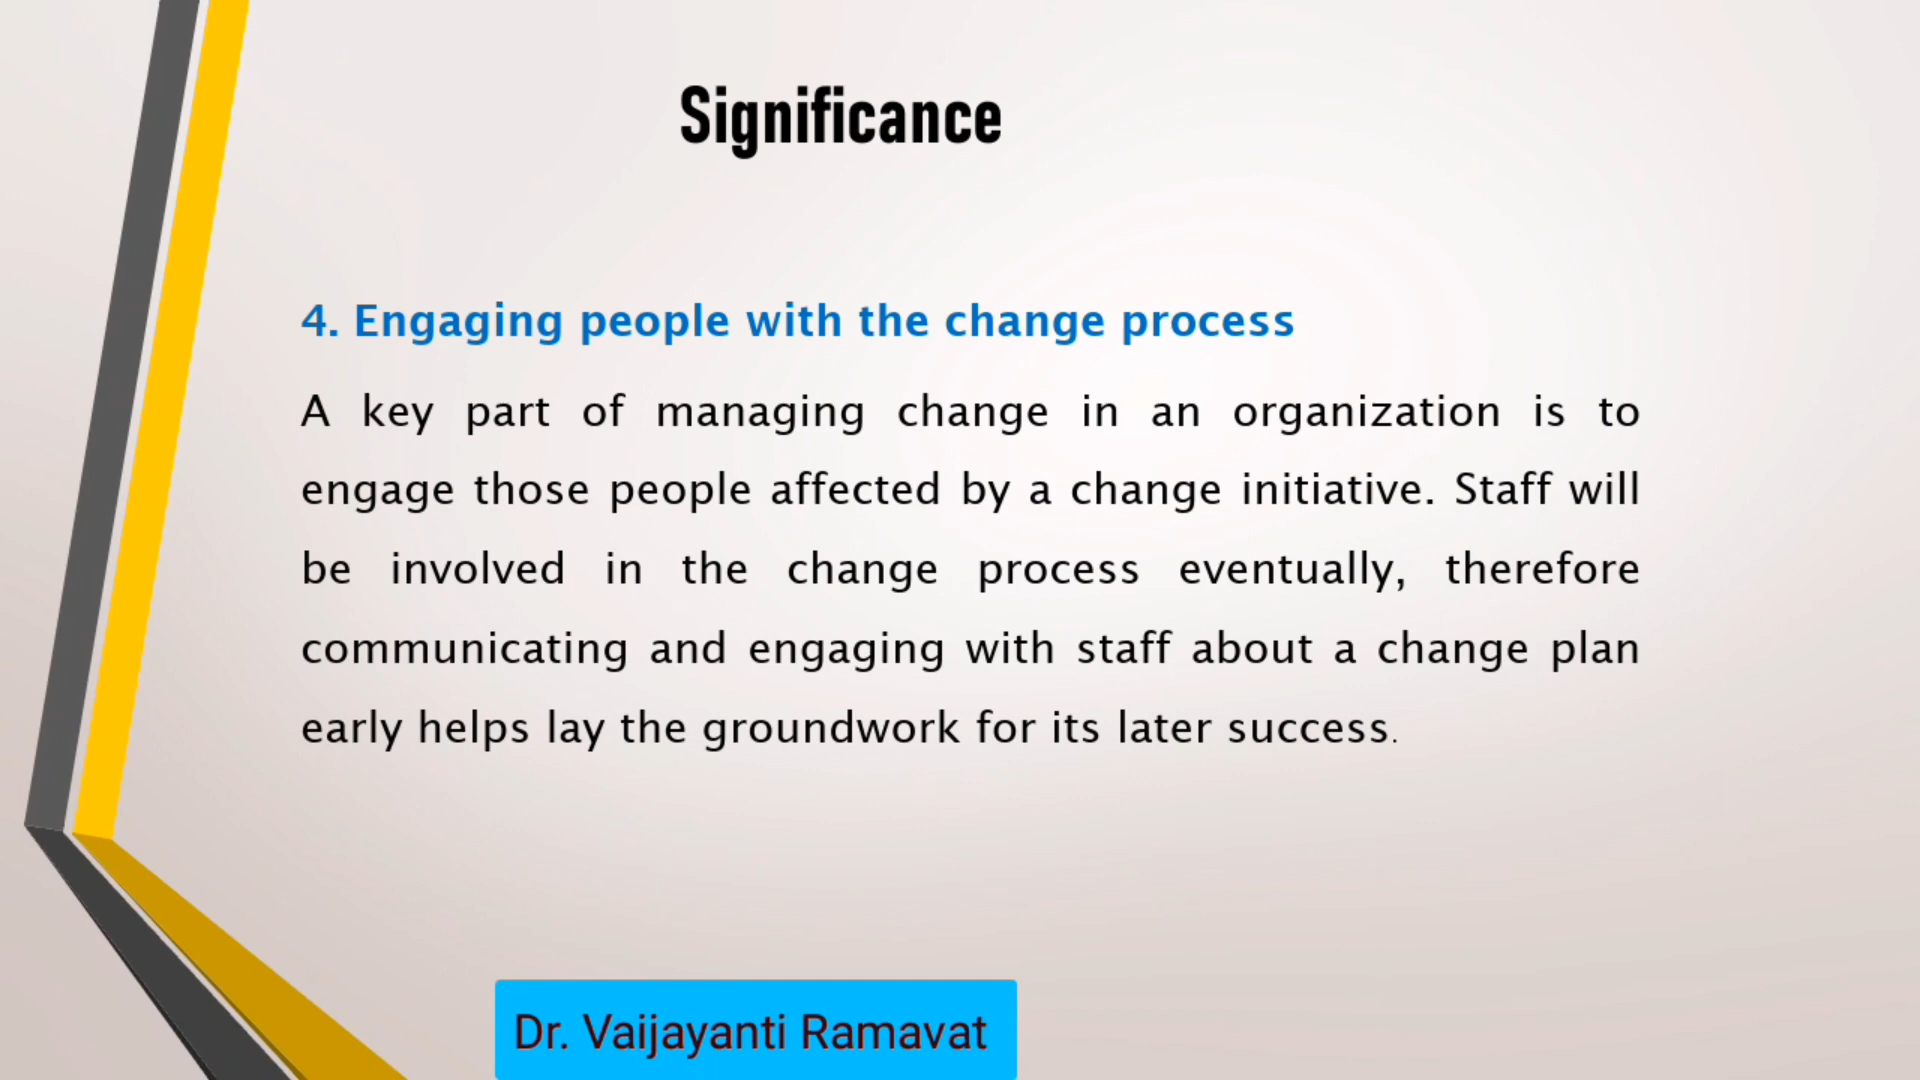 Significance
4. Engaging people with the change process
A key part of managing change in an organization is to
engage those people affected by a change initiative. Staff will
be involved in the change process eventually, therefore
communicating and engaging with staff about a change plan
early helps lay the groundwork for its later success.
Dr. Vaijayanti Ramavat